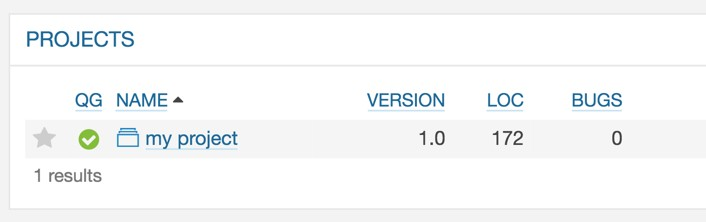 PROJECTS
QG NAME VERSION LOC BUGS
my project 1.0 172 0
1 results